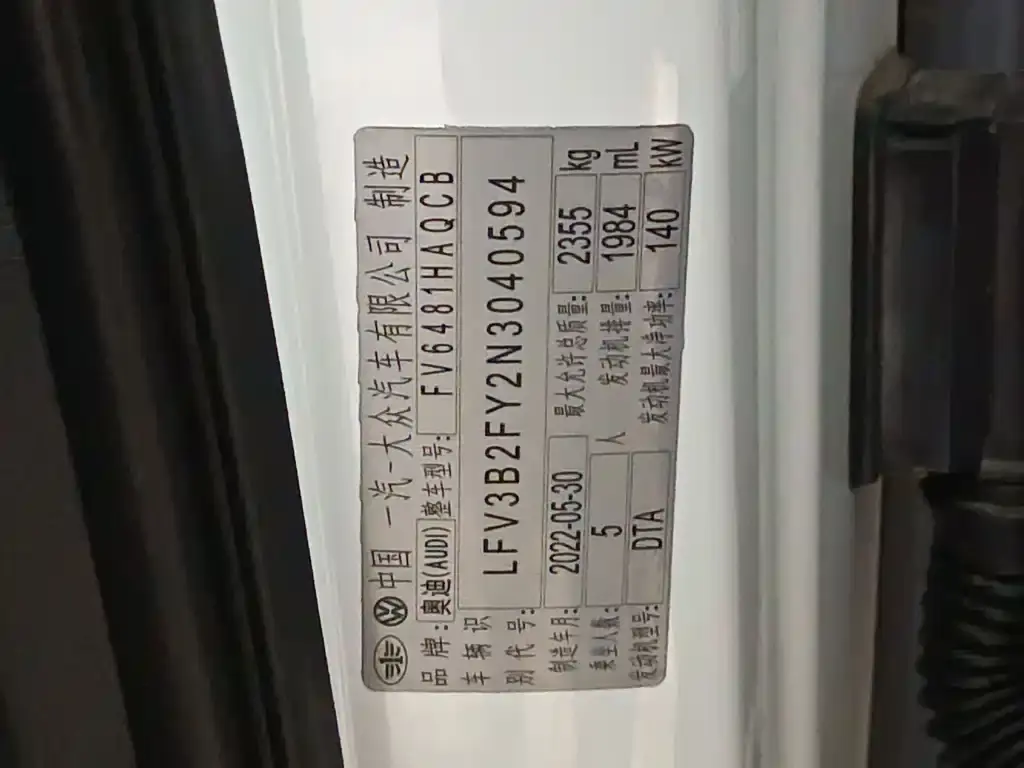 中国 一汽-大众汽车有限公司 制造
品牌: 奥迪(AUDI) 整车型号: FV6481HAQCB
车辆识别代号: LFV3B2FY2N3040594
制造年月: 2022-05-30 最大允许总质量: 2355 kg
乘坐人数: 5 人 发动机排量: 1984 mL
发动机型号: DTA 发动机最大净功率: 140 kW